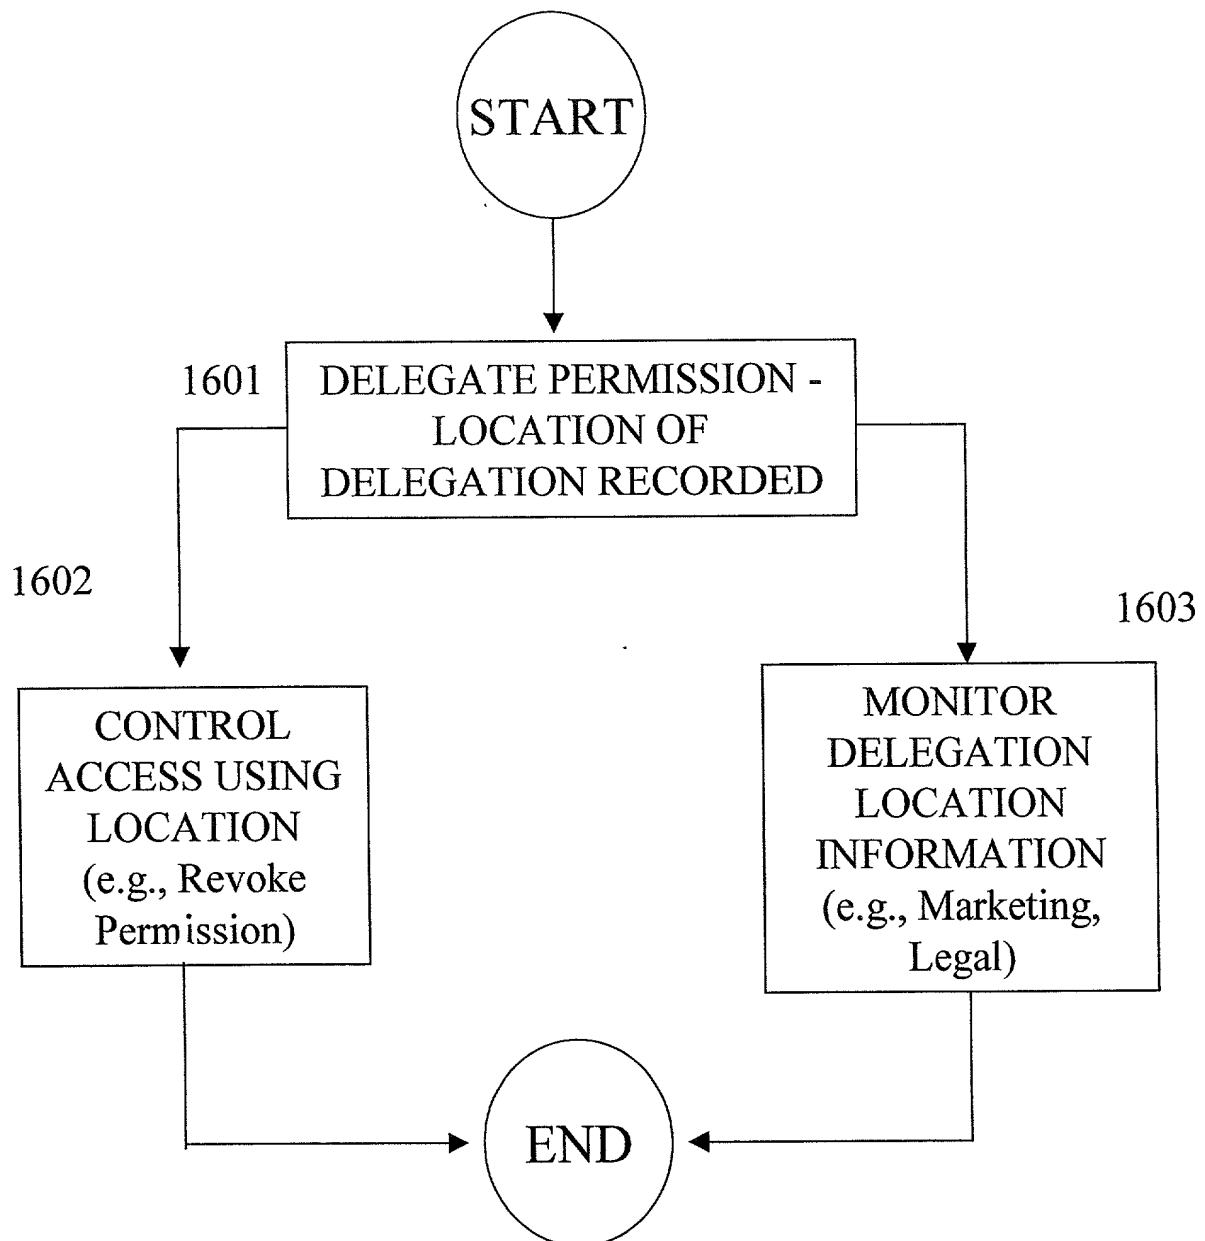 START
1601
DELEGATE PERMISSION -
LOCATION OF
DELEGATION RECORDED
1602
1603
CONTROL
ACCESS USING
LOCATION
(e.g., Revoke
Permission)
MONITOR
DELEGATION
LOCATION
INFORMATION
(e.g., Marketing,
Legal)
END